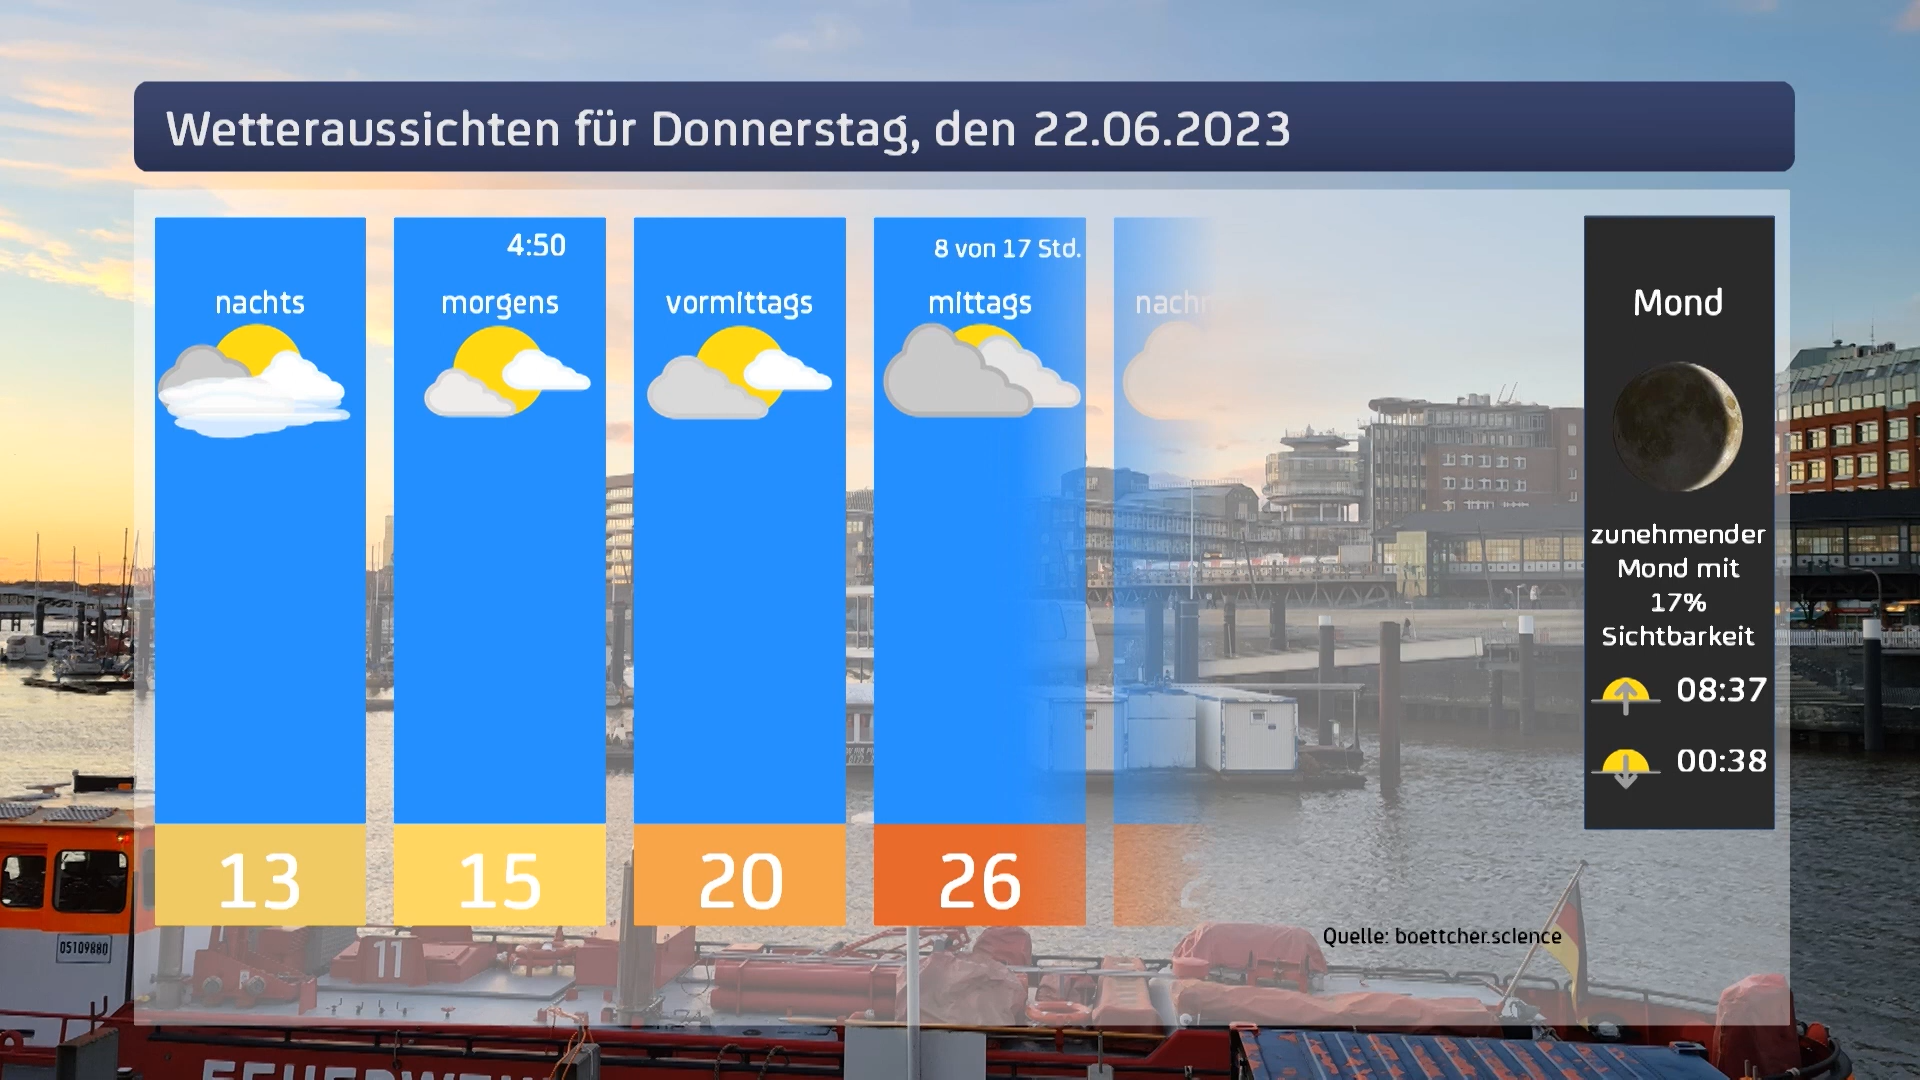 Wetteraussichten für Donnerstag, den 22.06.2023
4:50
8 von 17 Std.
nachts
morgens
vormittags
mittags
Mond
zunehmender
Mond mit
17%
Sichtbarkeit
08:37
00:38
13
15
20
26
Quelle: boettcher.science
05109880
11